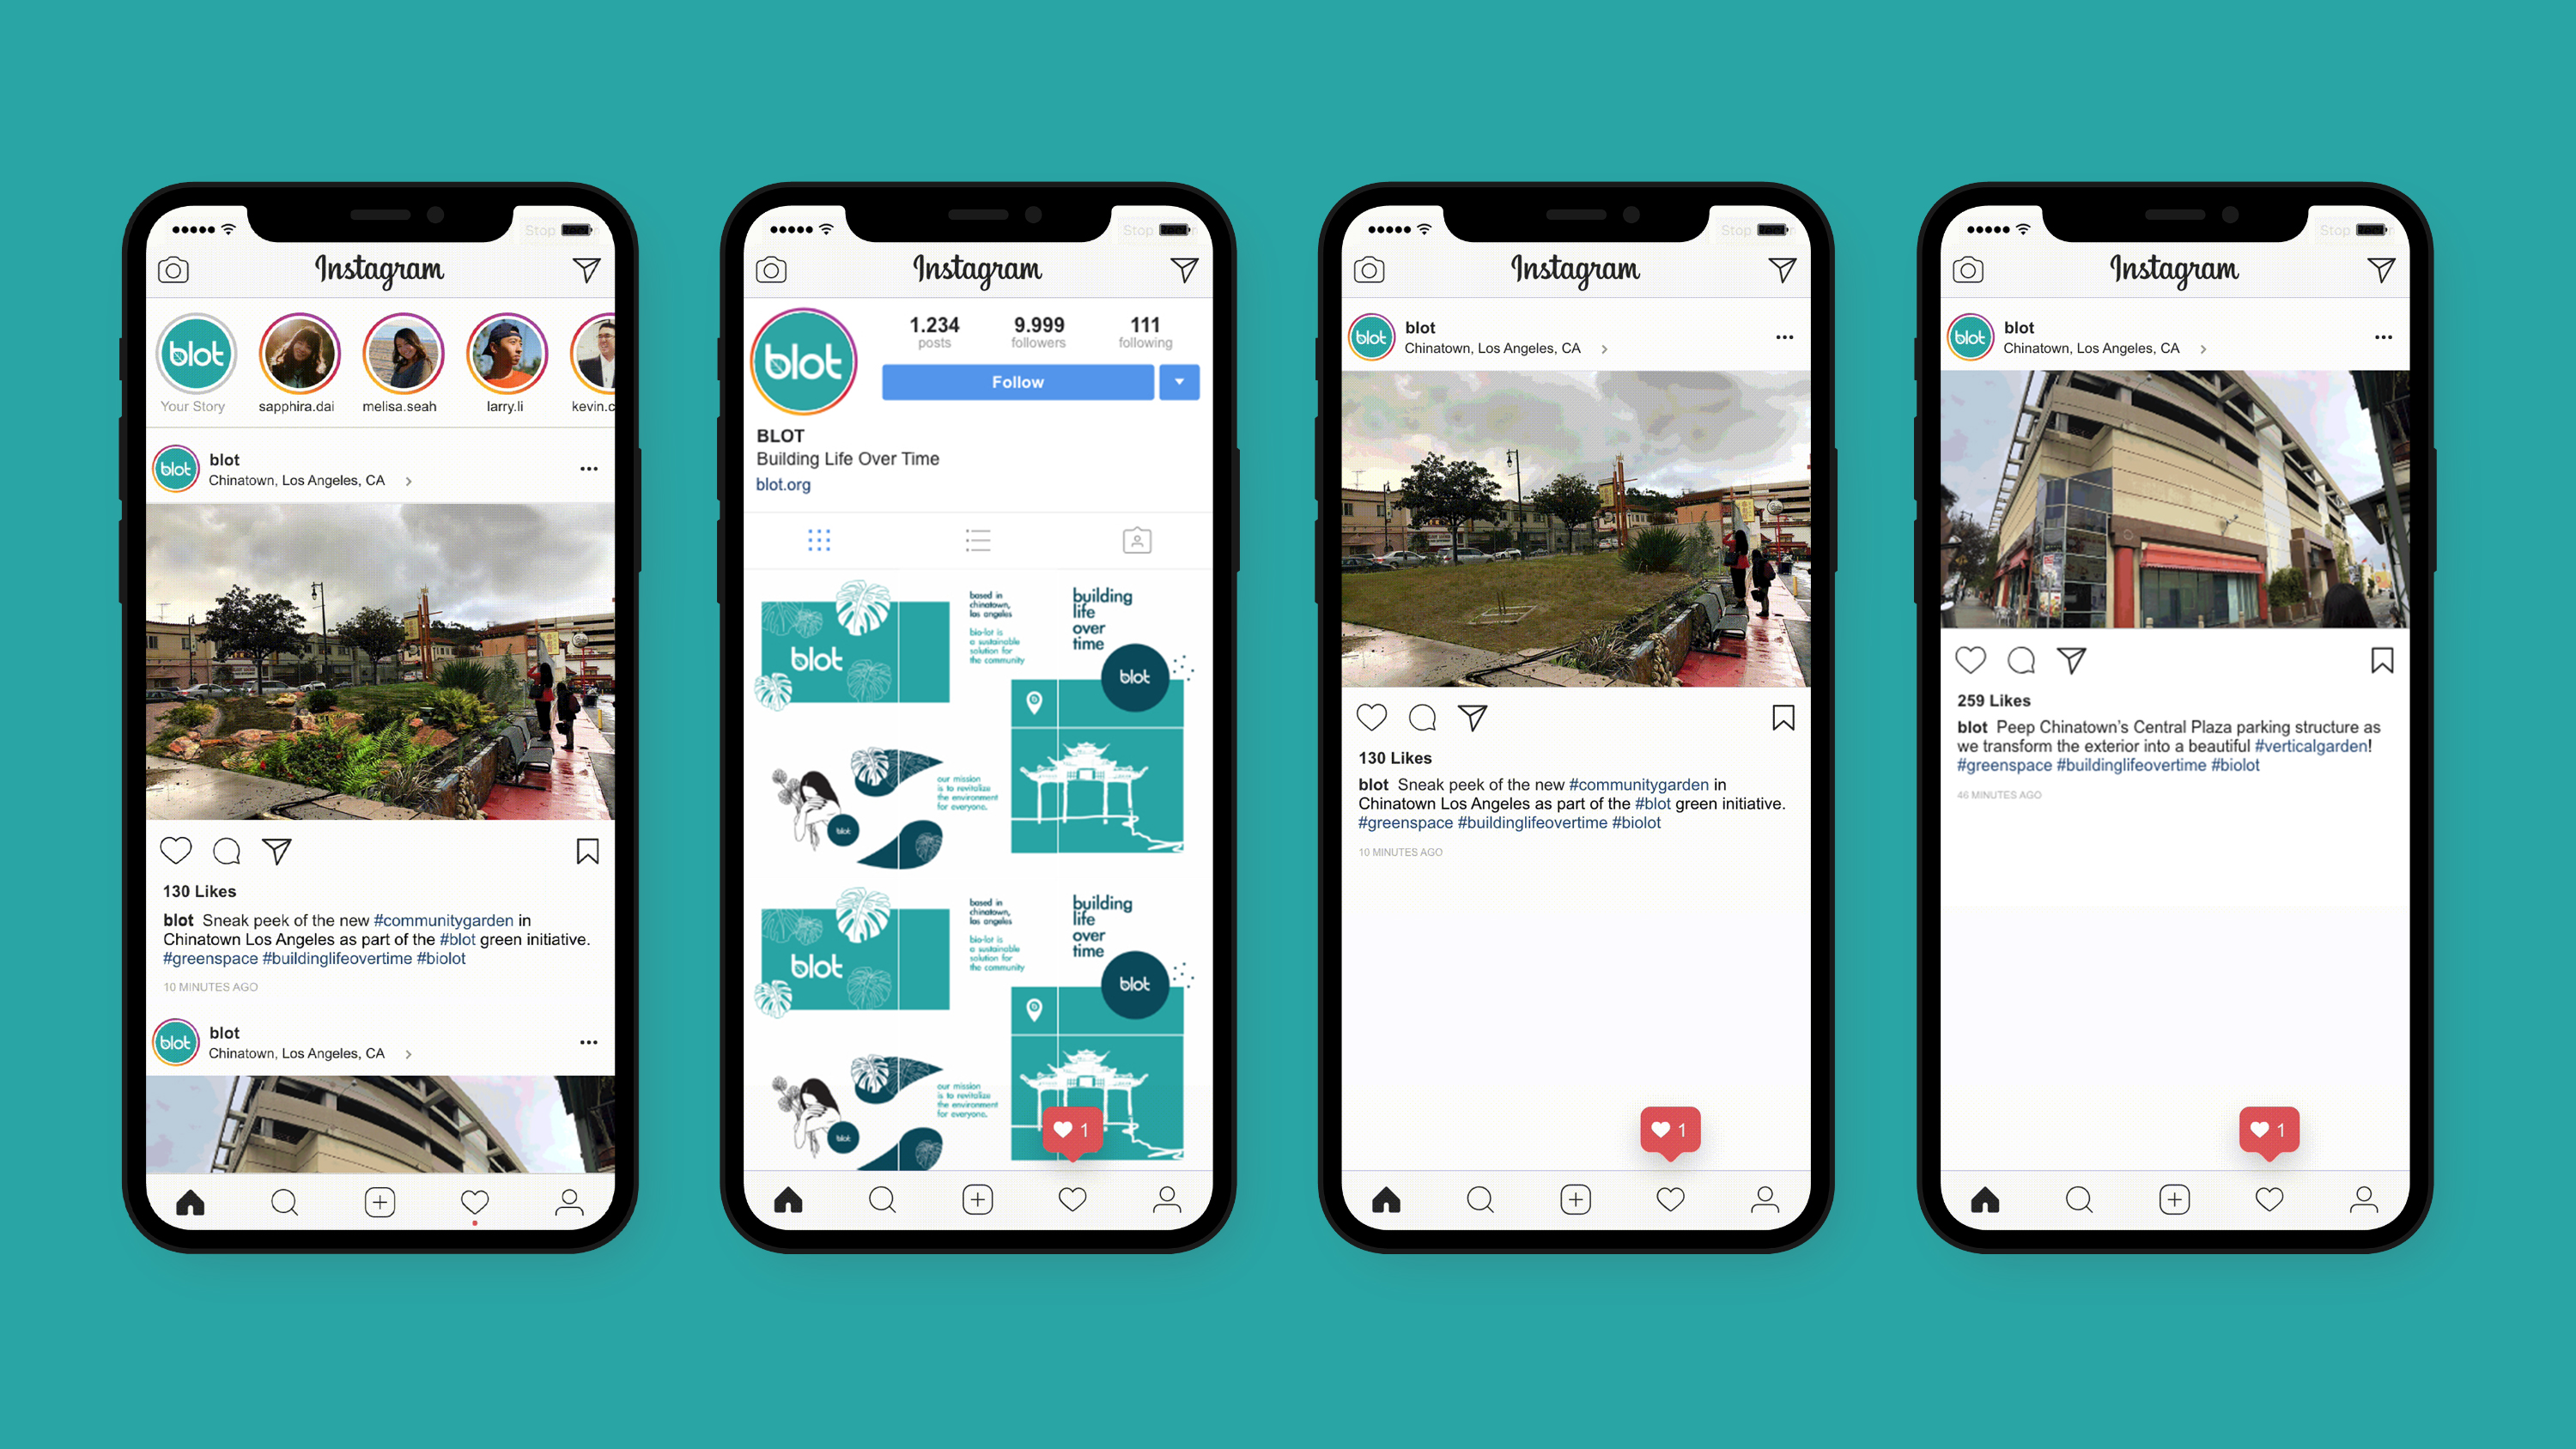 Stop
Instagram
blot
Your Story
sapphira.dai
melisa.seah
larry.li
kevin.c
blot
blot
Chinatown, Los Angeles, CA
130 Likes
blot Sneak peek of the new #communitygarden in
Chinatown Los Angeles as part of the #blot green initiative.
#greenspace #buildinglifeovertime #biolot
10 MINUTES AGO
blot
blot
Chinatown, Los Angeles, CA
Stop
Instagram
blot
1.234
posts
9.999
followers
111
following
Follow
BLOT
Building Life Over Time
blot.org
blot
based in
chinatown,
los angeles
bio-lot is
a sustainable
solution for
the community
building
life
over
time
blot
our mission
is to revitalize
the environment
for everyone.
blot
blot
based in
chinatown,
los angeles
bio-lot is
a sustainable
solution for
the community
building
life
over
time
blot
our mission
is to revitalize
the environment
for everyone.
blot
1
Stop
Instagram
blot
blot
Chinatown, Los Angeles, CA
130 Likes
blot Sneak peek of the new #communitygarden in
Chinatown Los Angeles as part of the #blot green initiative.
#greenspace #buildinglifeovertime #biolot
10 MINUTES AGO
1
Stop
Instagram
blot
blot
Chinatown, Los Angeles, CA
259 Likes
blot Peep Chinatown’s Central Plaza parking structure as
we transform the exterior into a beautiful #verticalgarden!
#greenspace #buildinglifeovertime #biolot
46 MINUTES AGO
1